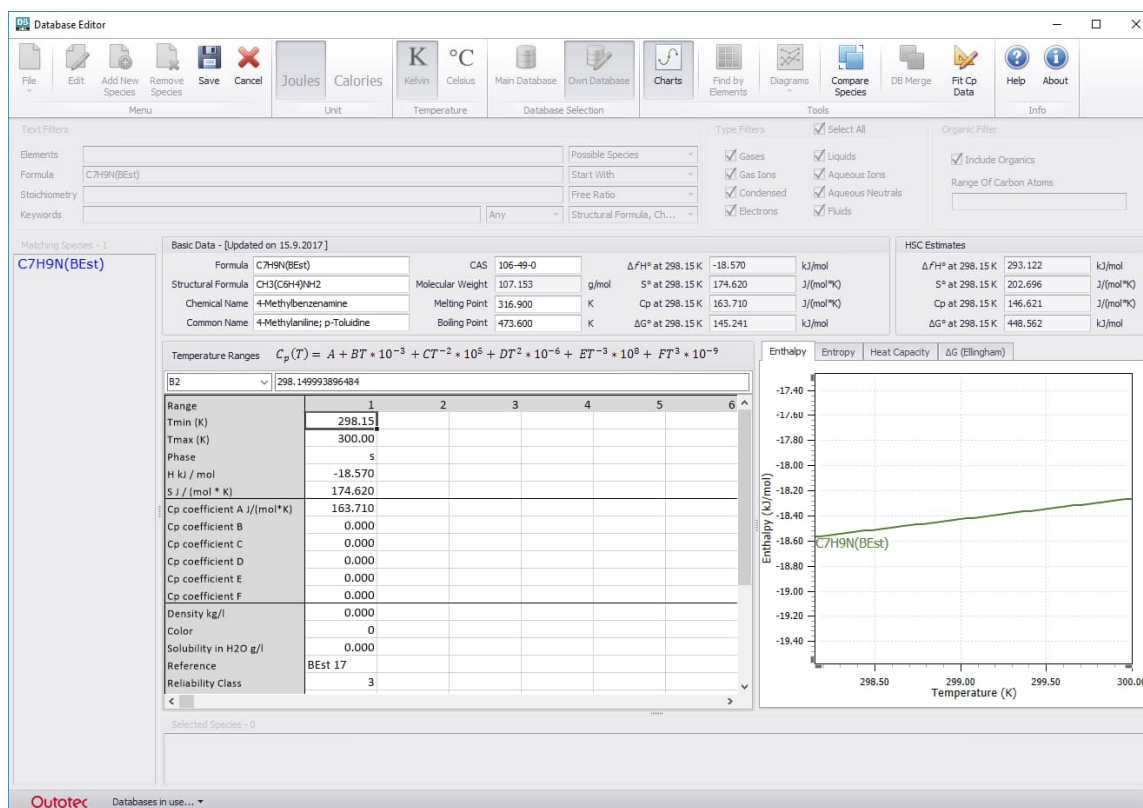 Database Editor
File Edit Add New Species Remove Species Save Cancel Joules Calories K Kelvin °C Celsius Main Database Own Database Charts Find by Elements Diagrams Compare Species DB Merge Fit Cp Data Help About
Menu Unit Temperature Database Selection Tools Info
Text Filters Type Filters Select All Organic Filter
Elements Possible Species Gases Liquids Include Organics
Formula C7H9N(BEst) Start With Gas Ions Aqueous Ions Range Of Carbon Atoms
Stoichiometry Free Ratio Condensed Aqueous Neutrals
Keywords Any Structural Formula, Ch... Electrons Fluids
Matching Species - 1 Basic Data - [Updated on 15.9.2017 ] HSC Estimates
C7H9N(BEst)
Formula C7H9N(BEst) CAS 106-49-0 ΔfH° at 298.15 K -18.570 kJ/mol ΔfH° at 298.15 K 293.122 kJ/mol
Structural Formula CH3(C6H4)NH2 Molecular Weight 107.153 g/mol S° at 298.15 K 174.620 J/(mol*K) S° at 298.15 K 202.696 J/(mol*K)
Chemical Name 4-Methylbenzenamine Melting Point 316.900 K Cp at 298.15 K 163.710 J/(mol*K) Cp at 298.15 K 146.621 J/(mol*K)
Common Name 4-Methylaniline; p-Toluidine Boiling Point 473.600 K ΔG° at 298.15 K 145.241 kJ/mol ΔG° at 298.15 K 448.562 kJ/mol
Temperature Ranges Cp(T) = A + BT * 10⁻³ + CT⁻² * 10⁵ + DT² * 10⁻⁶ + ET⁻³ * 10⁸ + FT³ * 10⁻⁹
B2 298.149993896484
Range 1 2 3 4 5 6
Tmin (K) 298.15
Tmax (K) 300.00
Phase s
H kJ / mol -18.570
S J / (mol * K) 174.620
Cp coefficient A J/(mol*K) 163.710
Cp coefficient B 0.000
Cp coefficient C 0.000
Cp coefficient D 0.000
Cp coefficient E 0.000
Cp coefficient F 0.000
Density kg/l 0.000
Color 0
Solubility in H2O g/l 0.000
Reference BEst 17
Reliability Class 3
Enthalpy Entropy Heat Capacity ΔG (Ellingham)
-17.40
-17.60
-17.80
-18.00
-18.20
-18.40
-18.60
-18.80
-19.00
-19.20
-19.40
Enthalpy (kJ/mol)
C7H9N(BEst)
298.50 299.00 299.50 300.00
Temperature (K)
Selected Species - 0
Outotec Databases in use...